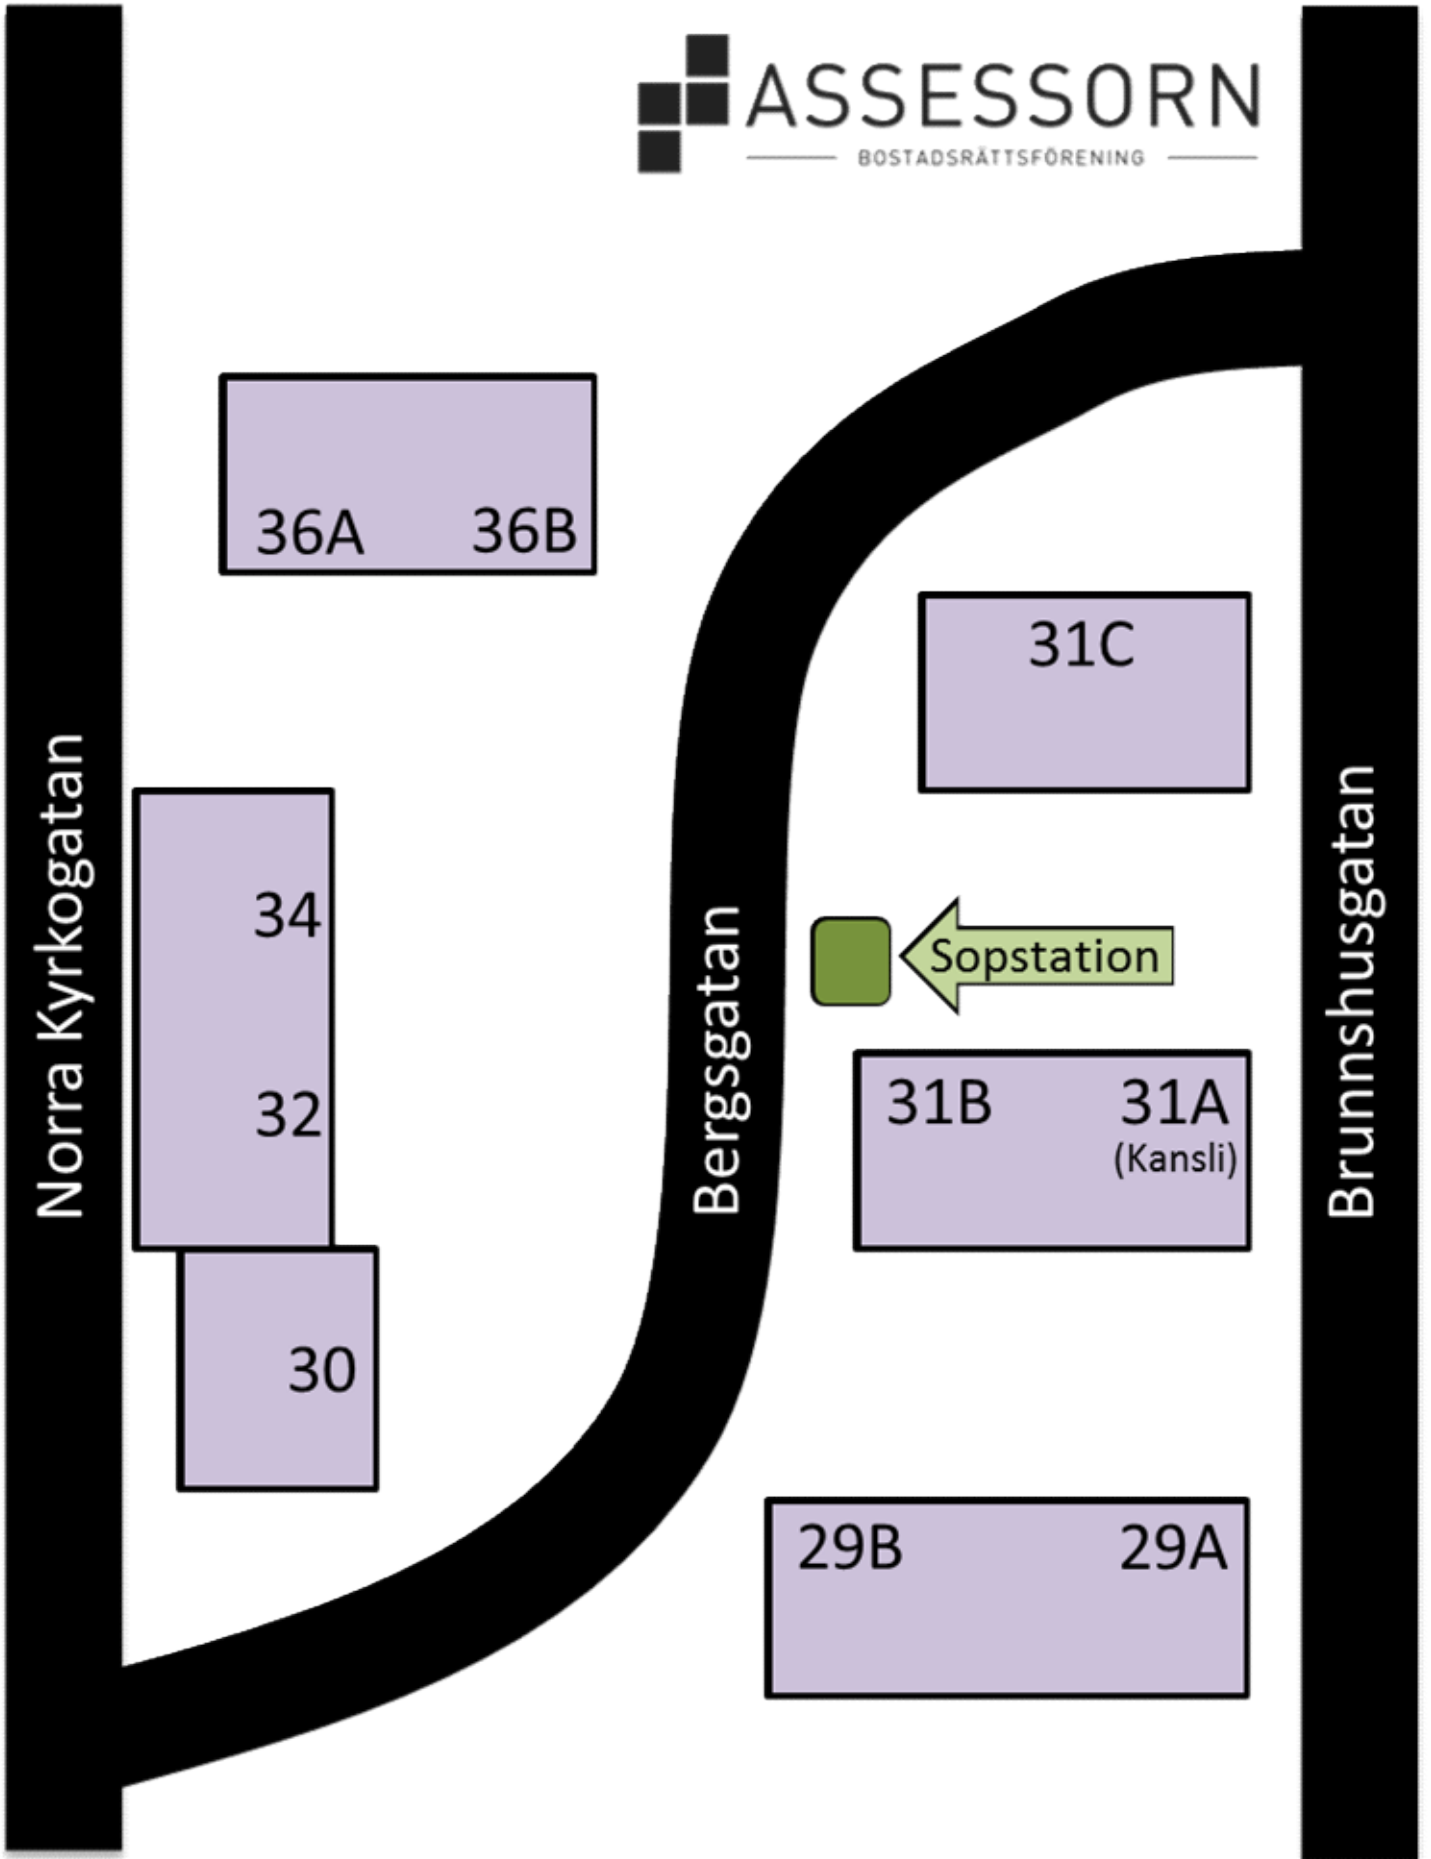 ASSESSORN
BOSTADSRÄTTSFÖRENING
36A 36B
31C
Norra Kyrkogatan
34
32
30
Bergsgatan
Sopstation
31B 31A
(Kansli)
29B 29A
Brunnshusgatan